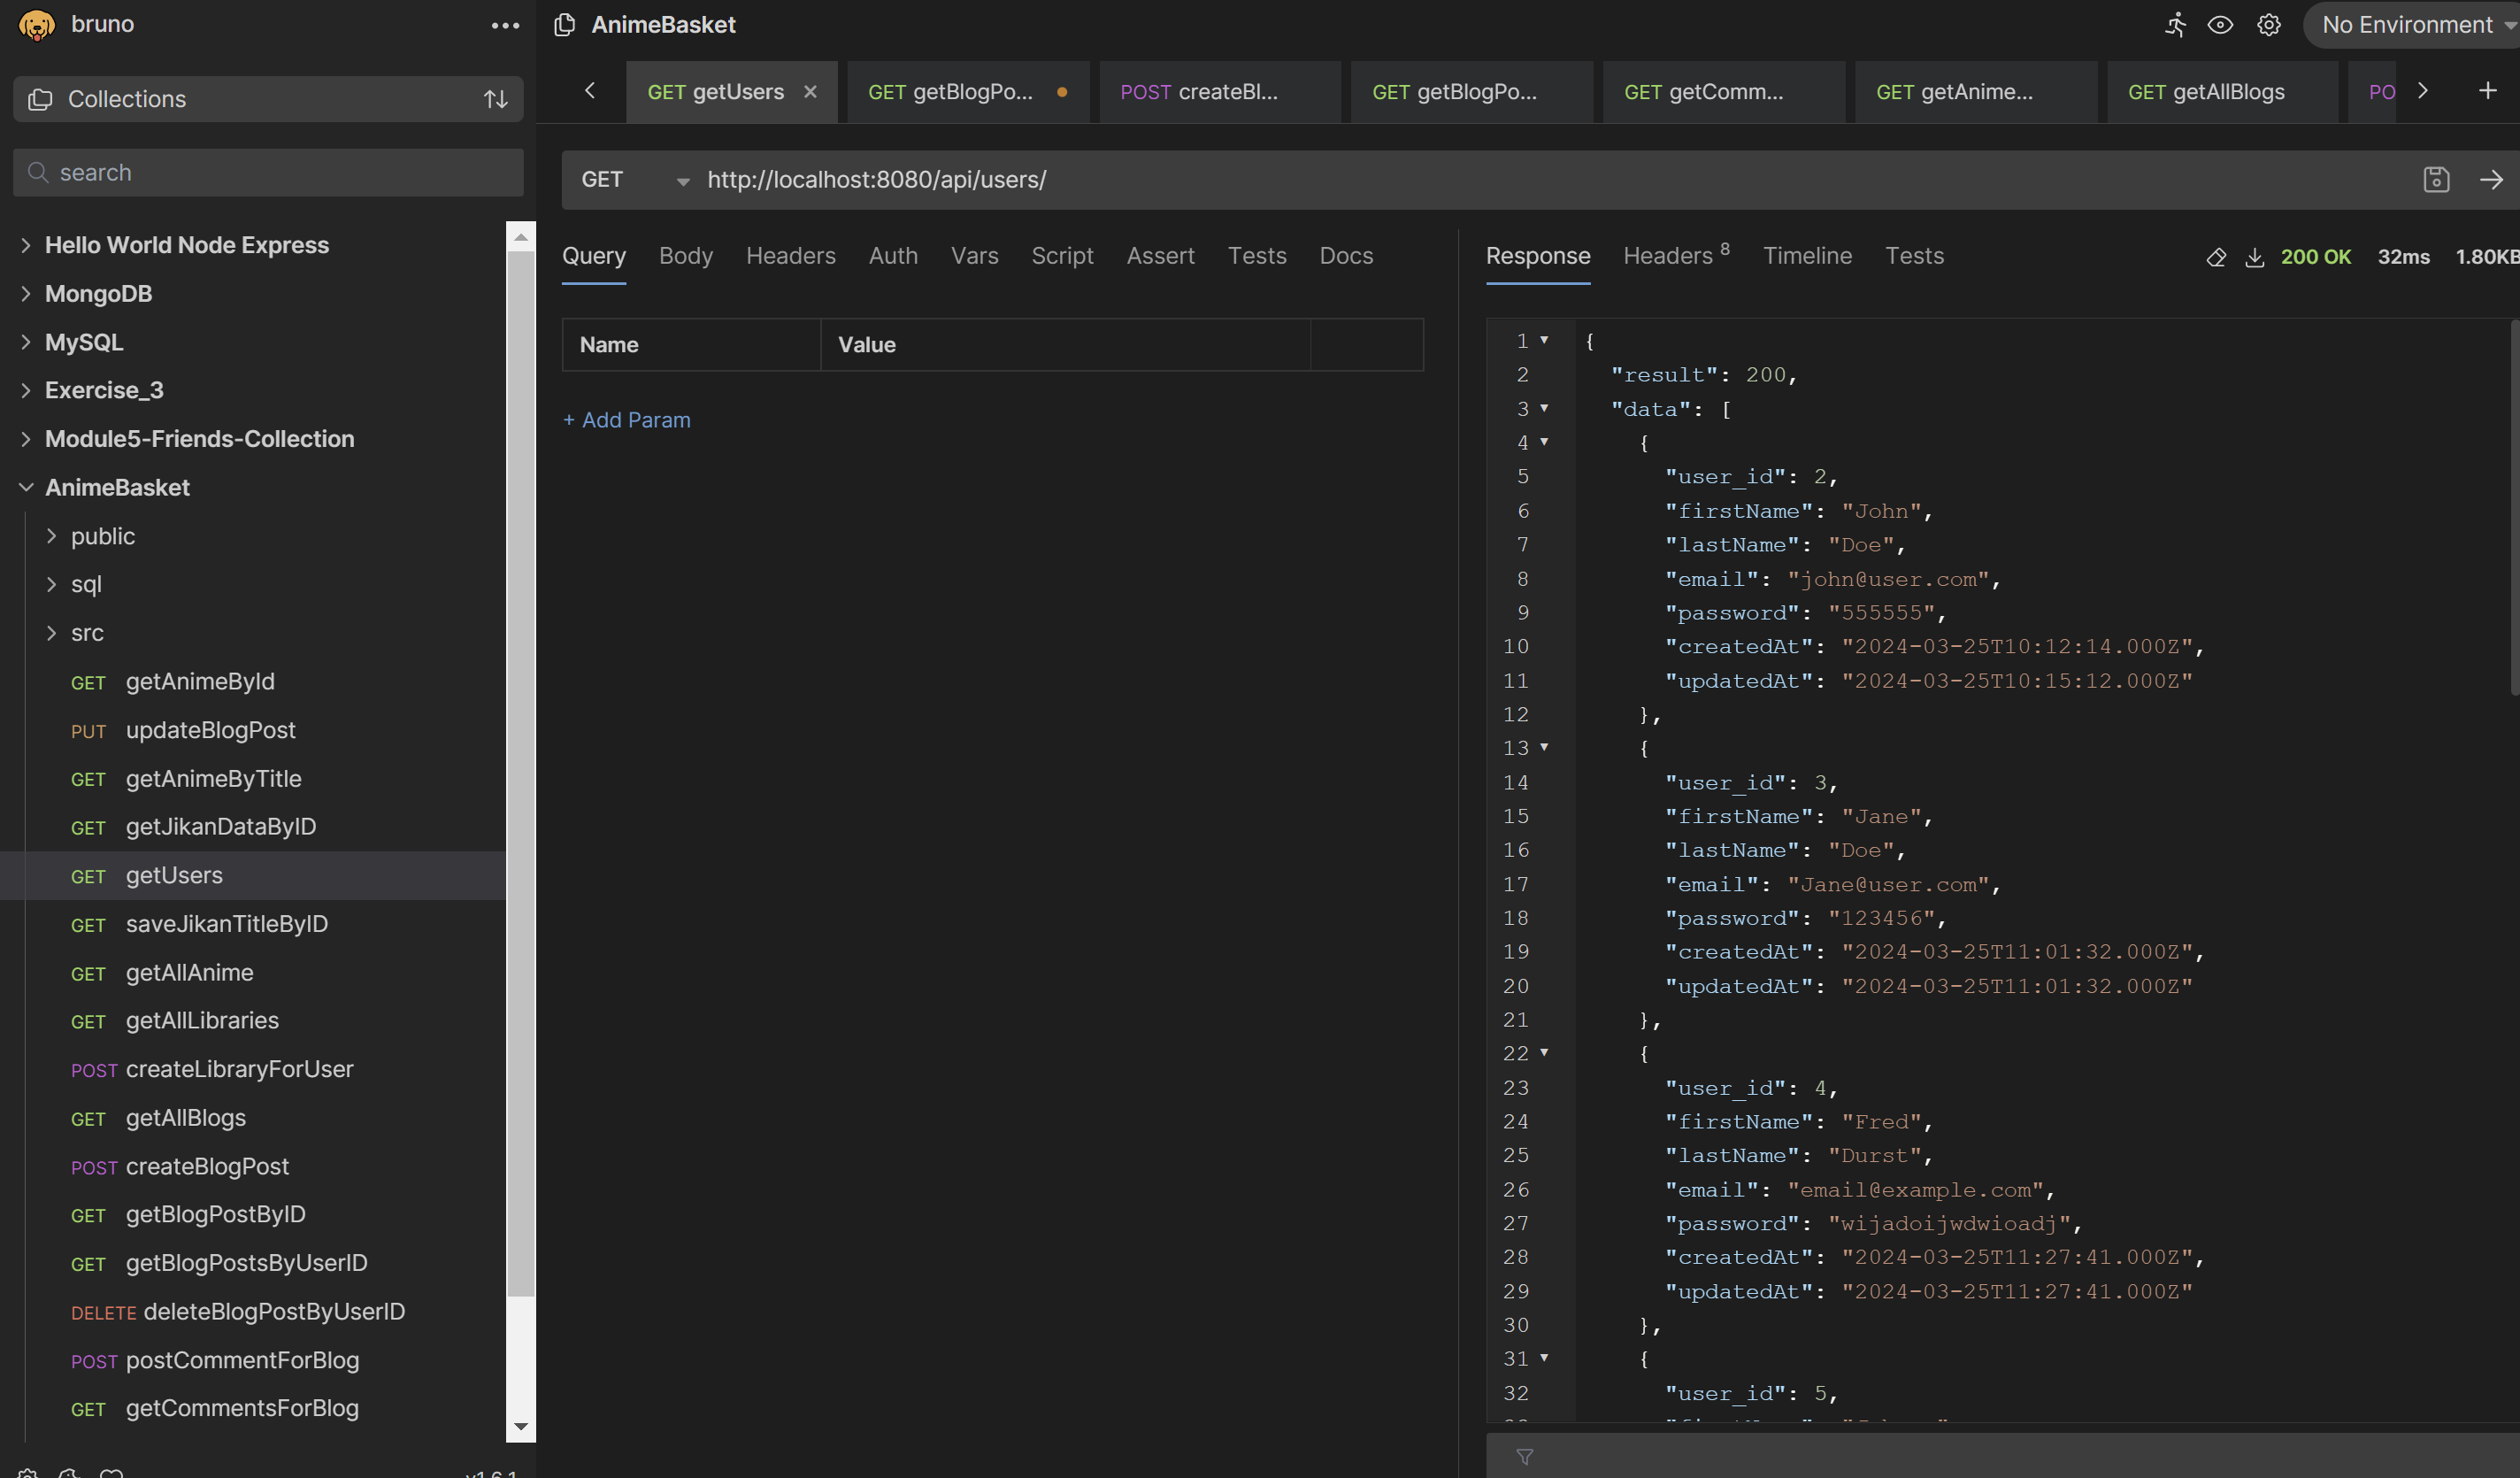 bruno
Collections
search
Hello World Node Express
MongoDB
MySQL
Exercise_3
Module5-Friends-Collection
AnimeBasket
public
sql
src
GET getAnimeById
PUT updateBlogPost
GET getAnimeByTitle
GET getJikanDataByID
GET getUsers
GET saveJikanTitleByID
GET getAllAnime
GET getAllLibraries
POST createLibraryForUser
GET getAllBlogs
POST createBlogPost
GET getBlogPostByID
GET getBlogPostsByUserID
DELETE deleteBlogPostByUserID
POST postCommentForBlog
GET getCommentsForBlog
v1.6.1
AnimeBasket
No Environment
GET getUsers
GET getBlogPo...
POST createBl...
GET getBlogPo...
GET getComm...
GET getAnime...
GET getAllBlogs
PO
GET http://localhost:8080/api/users/
Query Body Headers Auth Vars Script Assert Tests Docs
Name Value
+ Add Param
Response Headers 8 Timeline Tests
200 OK 32ms 1.80KB
1 {
2 "result": 200,
3 "data": [
4 {
5 "user_id": 2,
6 "firstName": "John",
7 "lastName": "Doe",
8 "email": "john@user.com",
9 "password": "555555",
10 "createdAt": "2024-03-25T10:12:14.000Z",
11 "updatedAt": "2024-03-25T10:15:12.000Z"
12 },
13 {
14 "user_id": 3,
15 "firstName": "Jane",
16 "lastName": "Doe",
17 "email": "Jane@user.com",
18 "password": "123456",
19 "createdAt": "2024-03-25T11:01:32.000Z",
20 "updatedAt": "2024-03-25T11:01:32.000Z"
21 },
22 {
23 "user_id": 4,
24 "firstName": "Fred",
25 "lastName": "Durst",
26 "email": "email@example.com",
27 "password": "wijadoijwdwioadj",
28 "createdAt": "2024-03-25T11:27:41.000Z",
29 "updatedAt": "2024-03-25T11:27:41.000Z"
30 },
31 {
32 "user_id": 5,